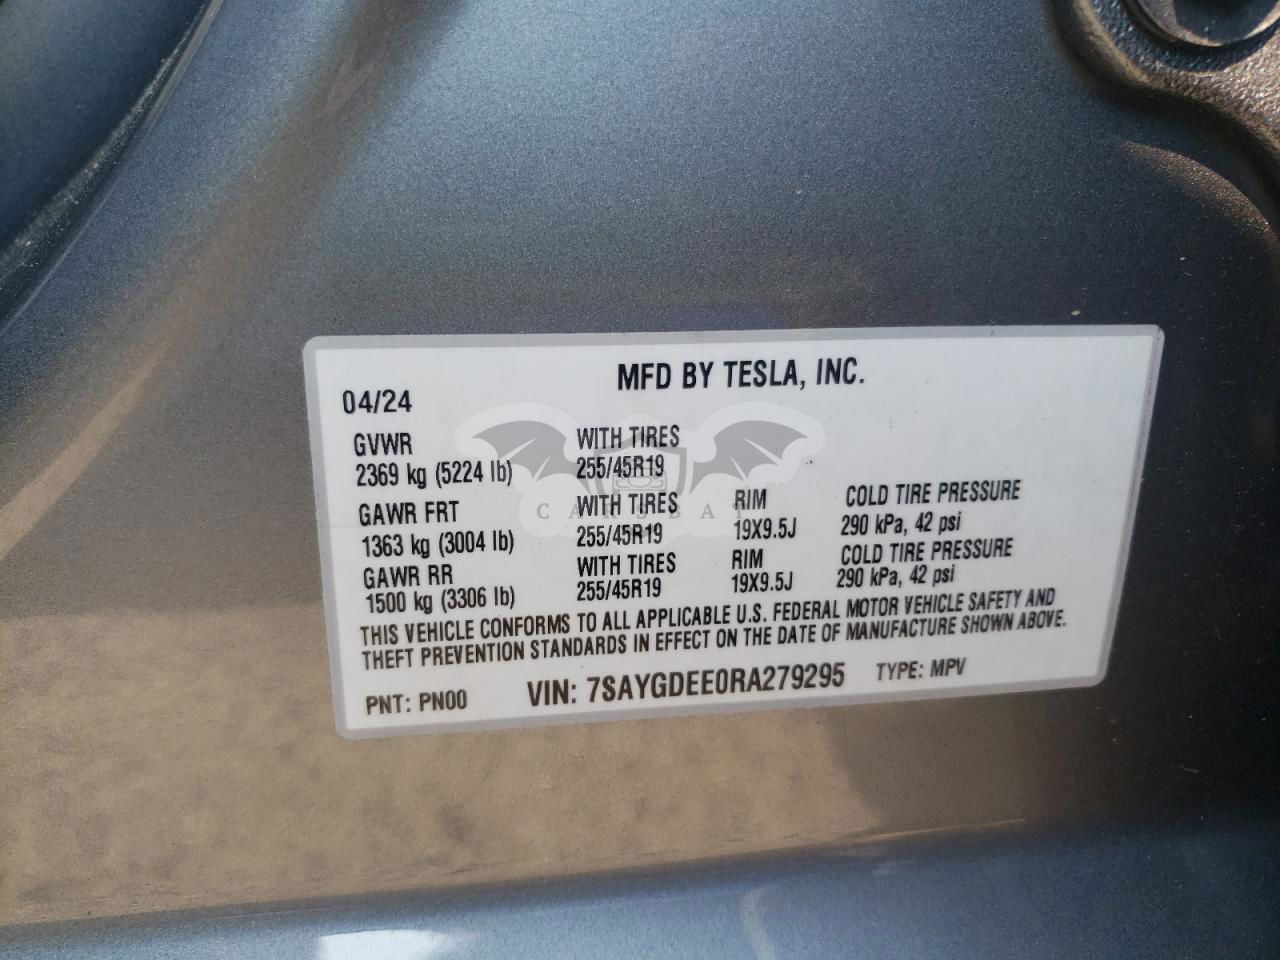 MFD BY TESLA, INC.
04/24
GVWR WITH TIRES
2369 kg (5224 lb) 255/45R19
GAWR FRT WITH TIRES RIM COLD TIRE PRESSURE
1363 kg (3004 lb) 255/45R19 19X9.5J 290 kPa, 42 psi
GAWR RR WITH TIRES RIM COLD TIRE PRESSURE
1500 kg (3306 lb) 255/45R19 19X9.5J 290 kPa, 42 psi
THIS VEHICLE CONFORMS TO ALL APPLICABLE U.S. FEDERAL MOTOR VEHICLE SAFETY AND
THEFT PREVENTION STANDARDS IN EFFECT ON THE DATE OF MANUFACTURE SHOWN ABOVE.
PNT: PN00 VIN: 7SAYGDEE0RA279295 TYPE: MPV
CARSBAT